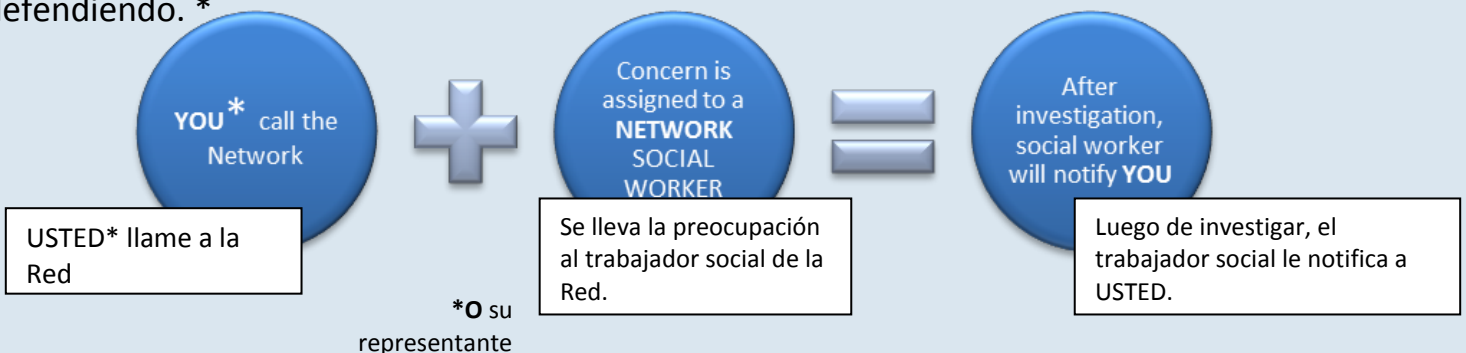 defendiendo. *
YOU* call the
Network
Concern is
assigned to a
NETWORK
SOCIAL
WORKER
After
investigation,
social worker
will notify YOU
USTED* llame a la
Red
Se lleva la preocupación
al trabajador social de la
Red.
Luego de investigar, el
trabajador social le notifica a
USTED.
*O su
representante